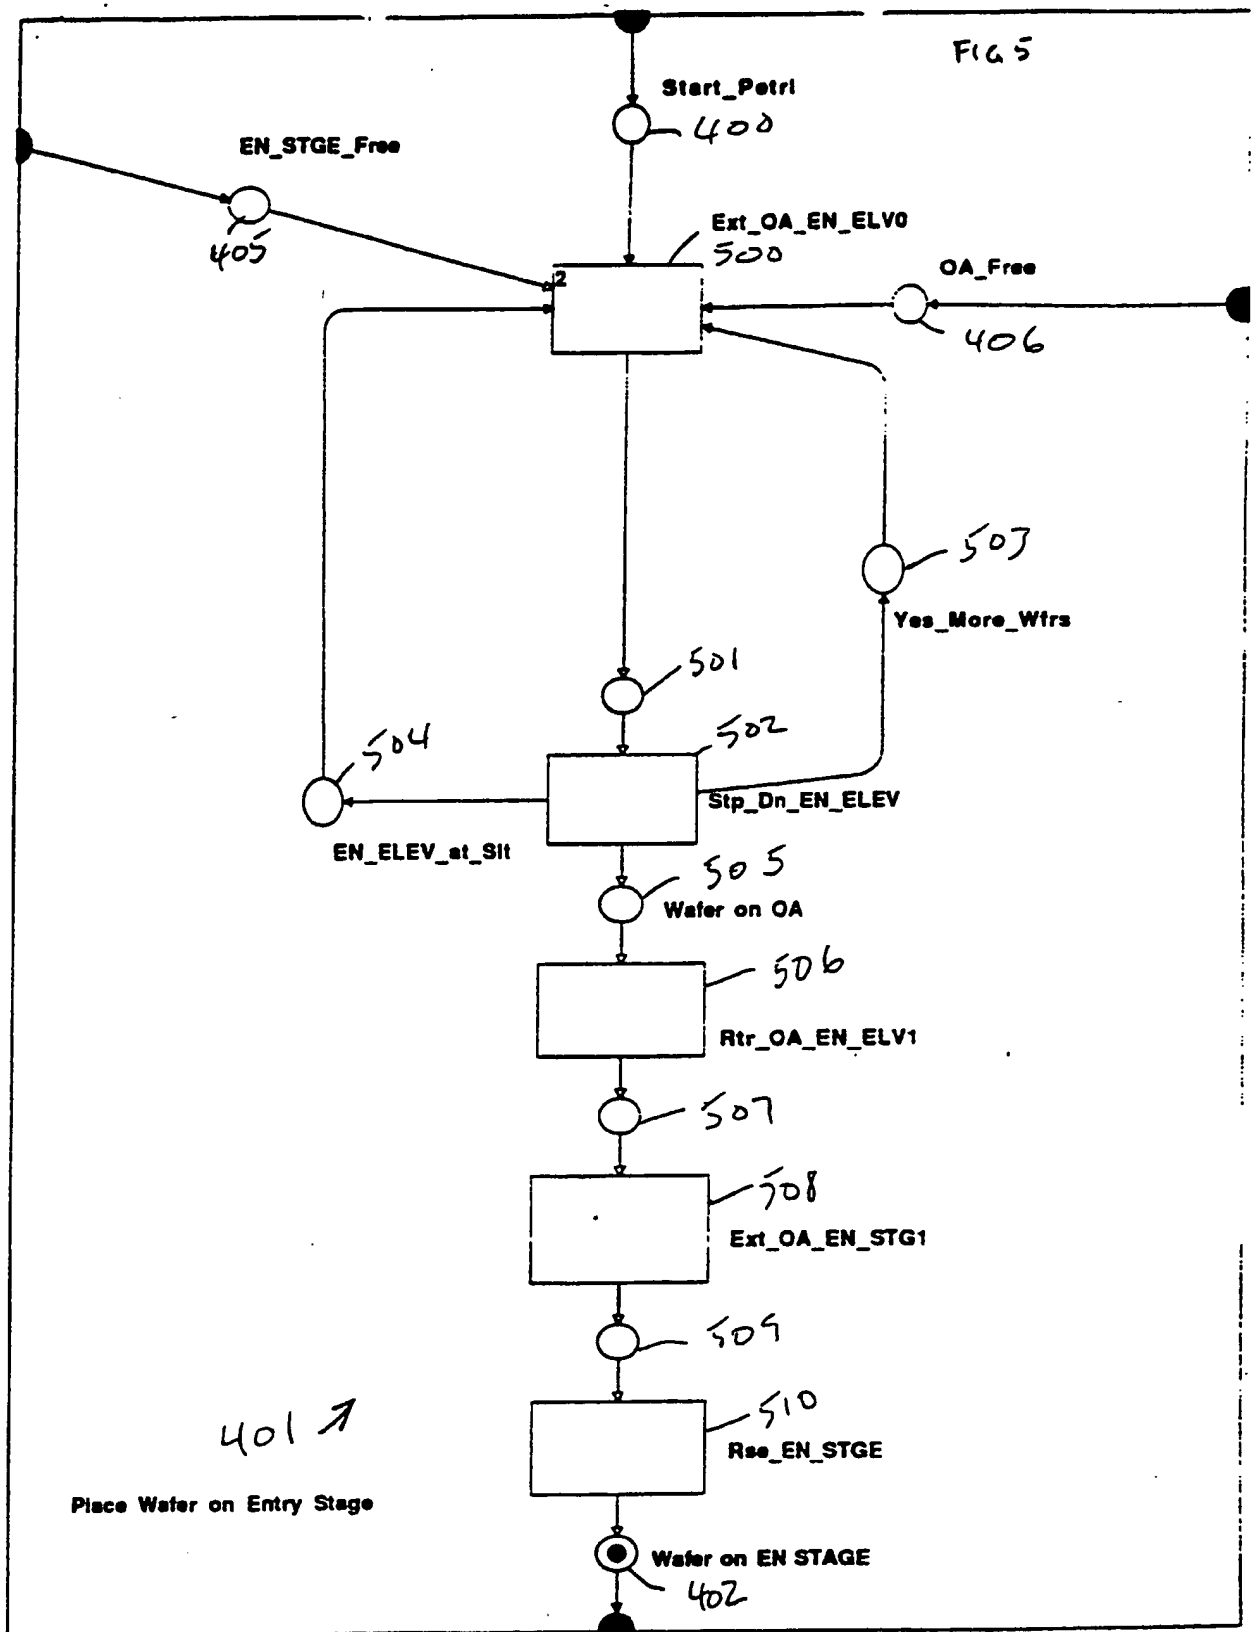 FIG 5
Start_Petri
400
EN_STGE_Free
405
Ext_OA_EN_ELV0
500
OA_Free
406
2
503
Yes_More_Wfrs
501
502
504
Stp_Dn_EN_ELEV
EN_ELEV_at_Slt
505
Wafer on OA
506
Rtr_OA_EN_ELV1
507
508
Ext_OA_EN_STG1
509
401
510
Rse_EN_STGE
Place Wafer on Entry Stage
Wafer on EN STAGE
402